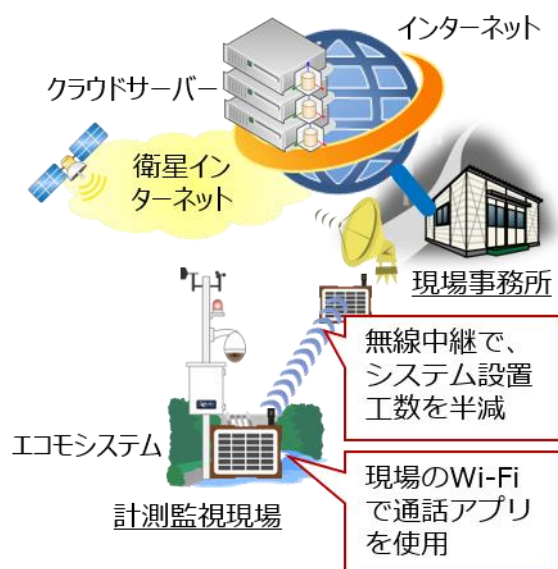 インターネット
クラウドサーバー
衛星イン
ターネット
現場事務所
無線中継で、
システム設置
工数を半減
エコモシステム
現場のWi-Fi
で通話アプリ
を使用
計測監視現場